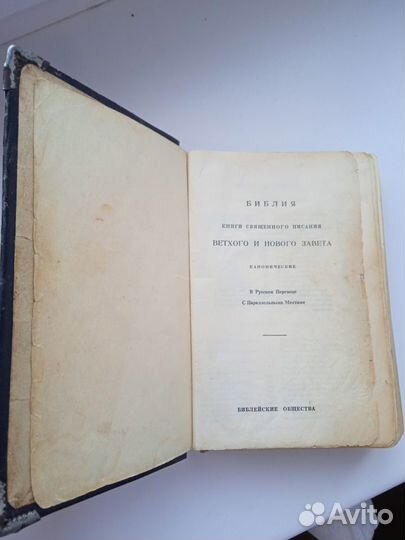 БИБЛИЯ
КНИГИ СВЯЩЕННОГО ПИСАНИЯ
ВЕТХОГО И НОВОГО ЗАВЕТА
КАНОНИЧЕСКИЕ
В Русском Переводе
С Параллельными Местами
БИБЛЕЙСКИЕ ОБЩЕСТВА
Avito